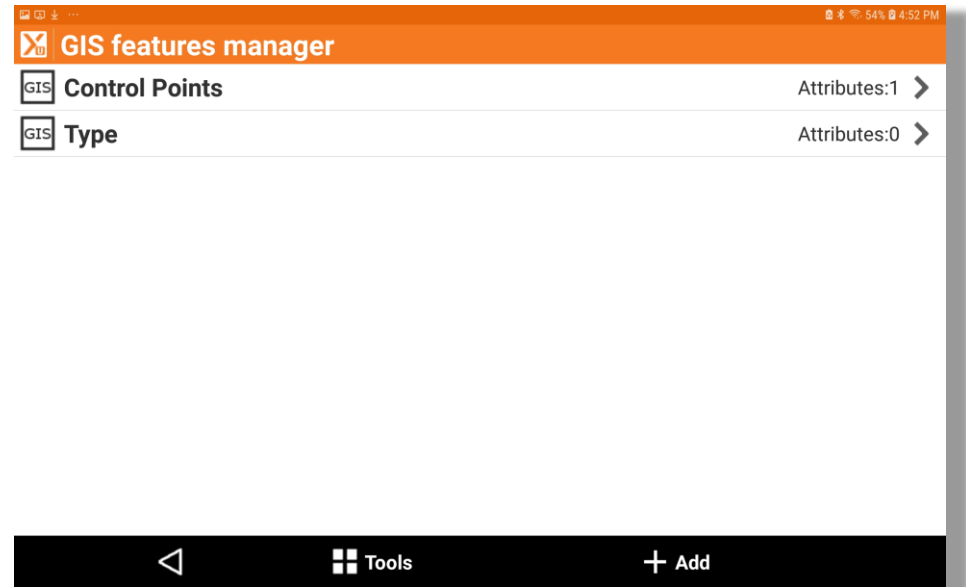 54% 4:52 PM
GIS features manager
GIS Control Points Attributes:1
GIS Type Attributes:0
Tools Add